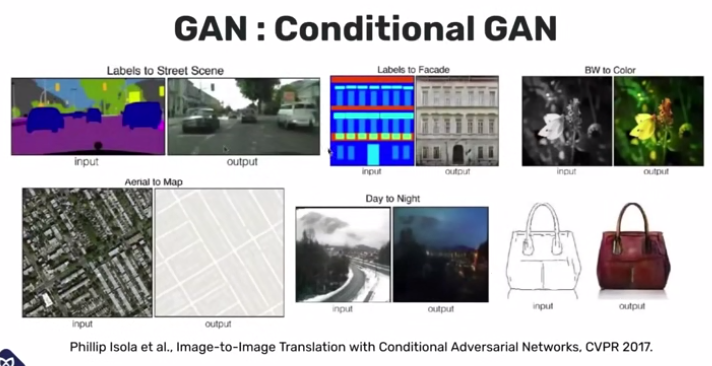 GAN : Conditional GAN
Labels to Street Scene
input
output
Labels to Facade
input
output
BW to Color
input
output
Aerial to Map
input
output
Day to Night
input
output
input
output
Phillip Isola et al., Image-to-Image Translation with Conditional Adversarial Networks, CVPR 2017.